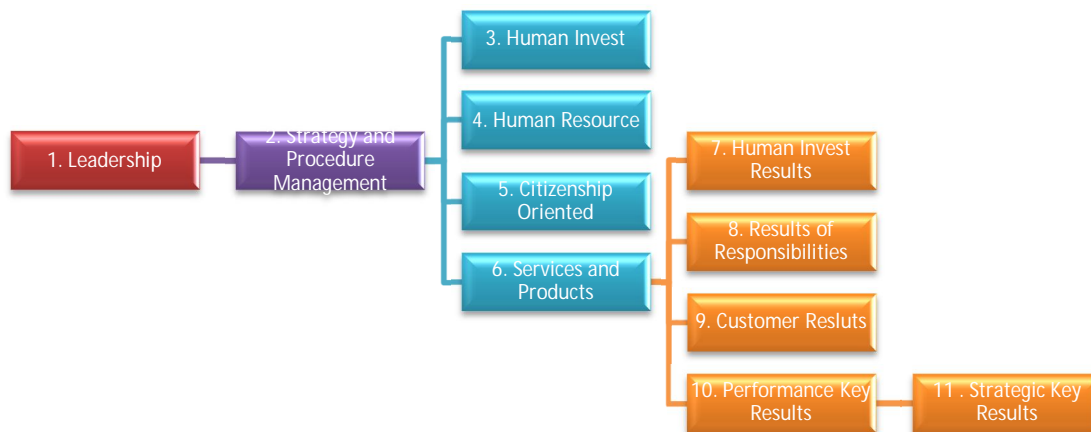 3. Human Invest
4. Human Resource
1. Leadership
2. Strategy and
Procedure
Management
5. Citizenship
Oriented
6. Services and
Products
7. Human Invest
Results
8. Results of
Responsibilities
9. Customer Resluts
10. Performance Key
Results
11 . Strategic Key
Results